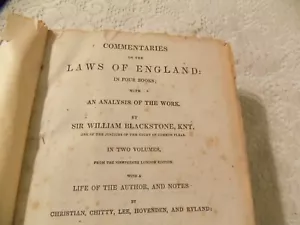 COMMENTARIES
ON THE
LAWS OF ENGLAND:
IN FOUR BOOKS;
WITH
AN ANALYSIS OF THE WORK.
BY
SIR WILLIAM BLACKSTONE, KNT.
ONE OF THE JUSTICES OF THE COURT OF COMMON PLEAS.
IN TWO VOLUMES,
FROM THE LONDON EDITION.
WITH A
LIFE OF THE AUTHOR, AND NOTES
BY
CHRISTIAN, CHITTY, LEE, HOVENDEN, AND RYLAND: